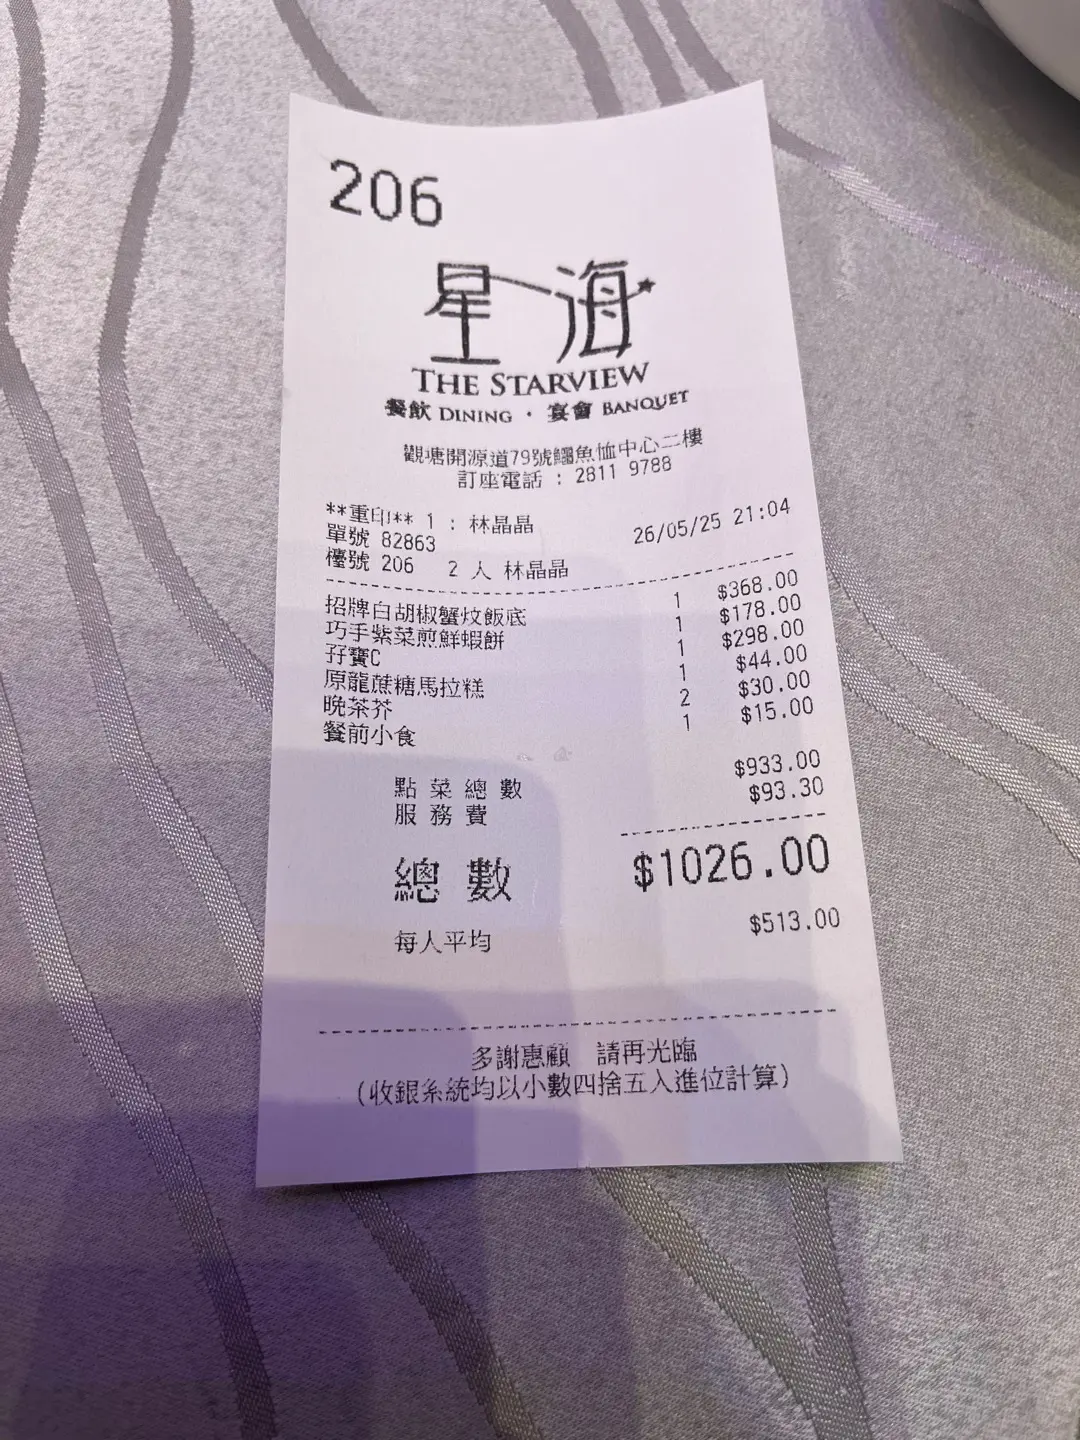 206
星海
THE STARVIEW
餐飲 DINING · 宴會 BANQUET
觀塘開源道79號鱷魚恤中心二樓
訂座電話 : 2811 9788
**重印** 1 : 林晶晶
單號 82863 26/05/25 21:04
檯號 206 2 人 林晶晶
招牌白胡椒蟹炆飯底 1 $368.00
巧手紫菜煎鮮蝦餅 1 $178.00
孖寶C 1 $298.00
原龍蔗糖馬拉糕 1 $44.00
晚茶芥 2 $30.00
餐前小食 1 $15.00
點菜總數 $933.00
服務費 $93.30
總數 $1026.00
每人平均 $513.00
多謝惠顧 請再光臨
(收銀系統均以小數四捨五入進位計算)